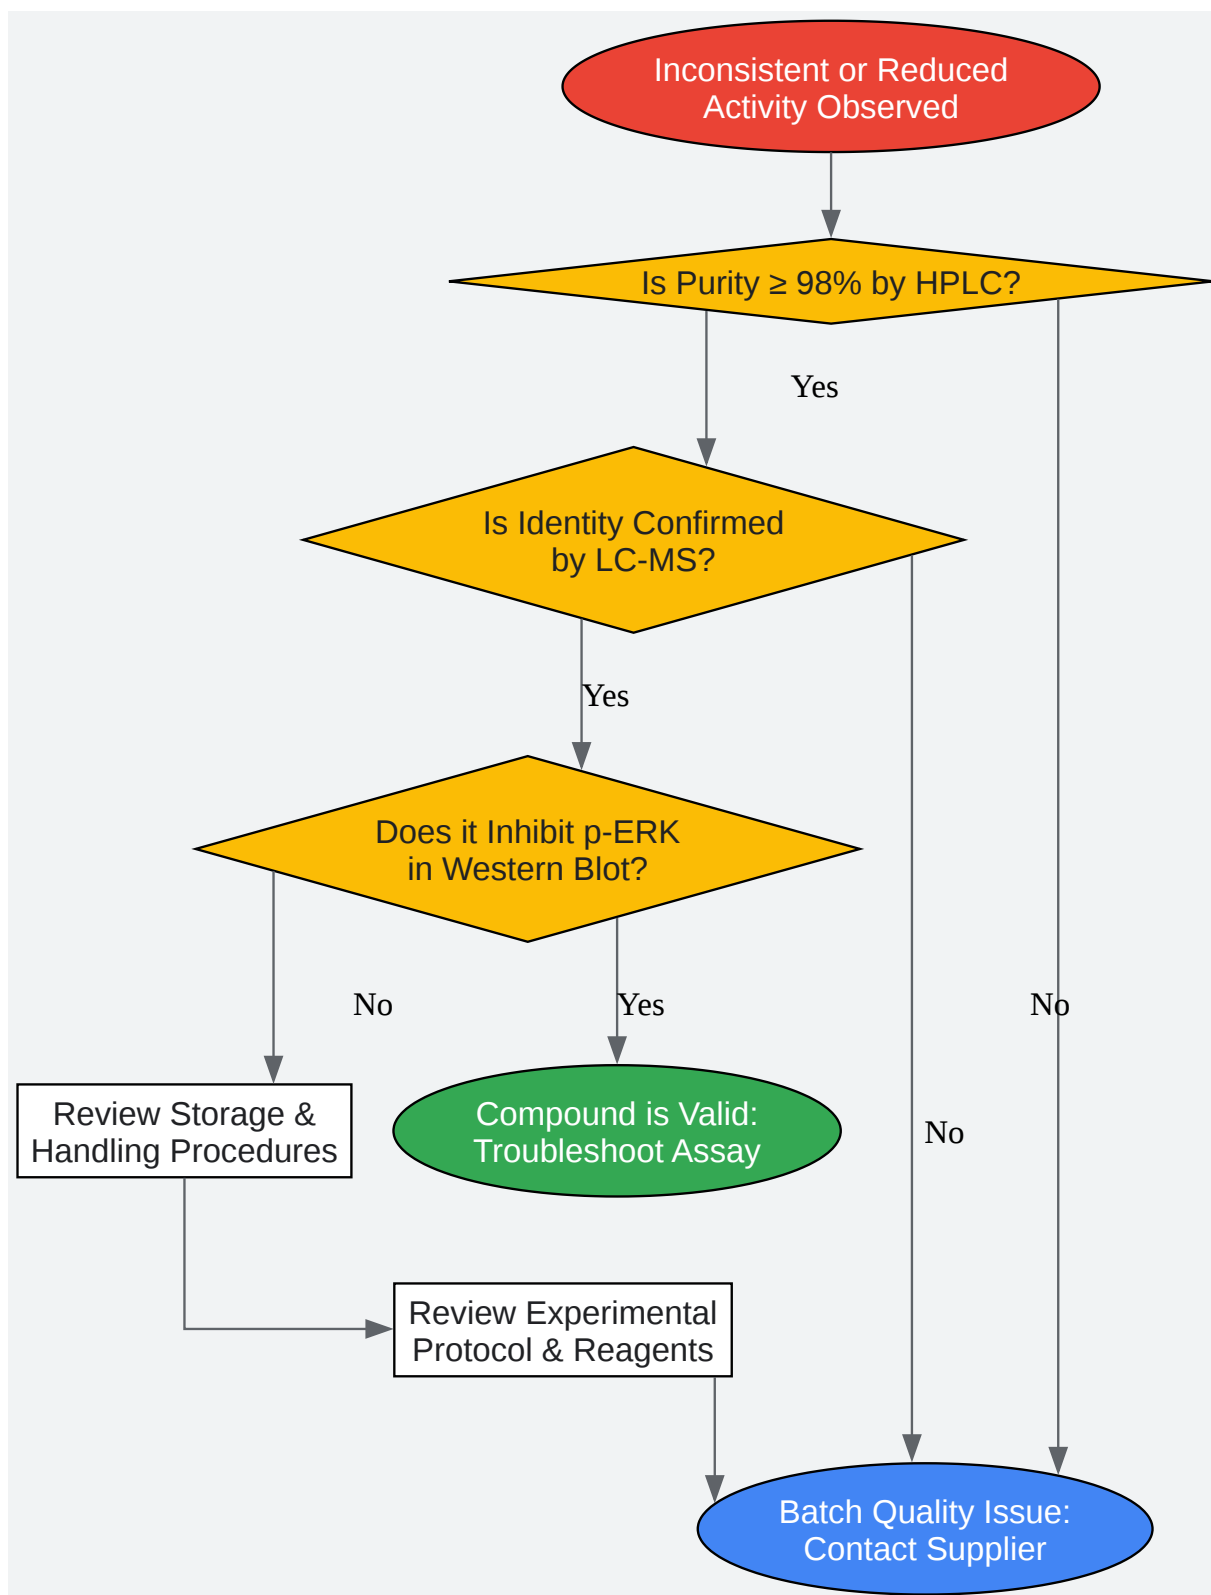 Inconsistent or Reduced
Activity Observed
Is Purity ≥ 98% by HPLC?
Yes
Is Identity Confirmed
by LC-MS?
Yes
Does it Inhibit p-ERK
in Western Blot?
No
Yes
No
Review Storage &
Handling Procedures
Compound is Valid:
Troubleshoot Assay
No
Review Experimental
Protocol & Reagents
Batch Quality Issue:
Contact Supplier